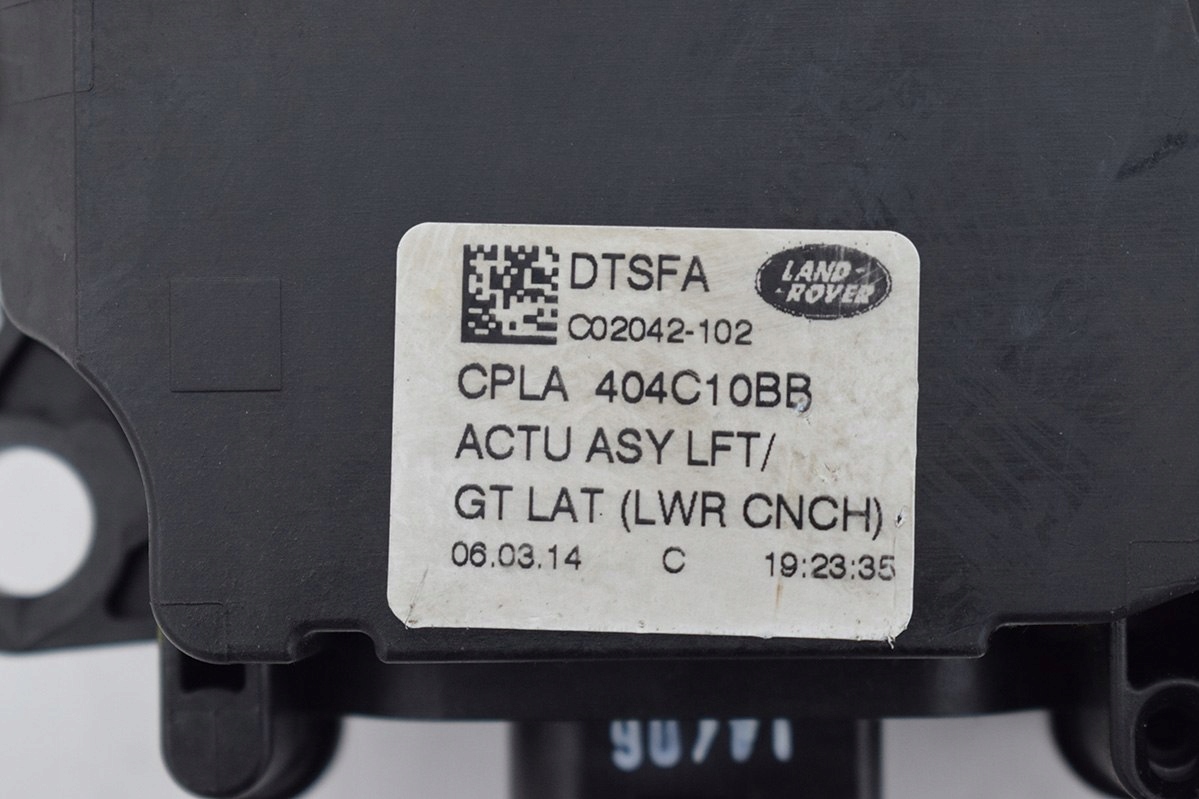 DTSFA
LAND-
-ROVER
C02042-102
CPLA 404C10BB
ACTU ASY LFT/
GT LAT (LWR CNCH)
06.03.14 C 19:23:35